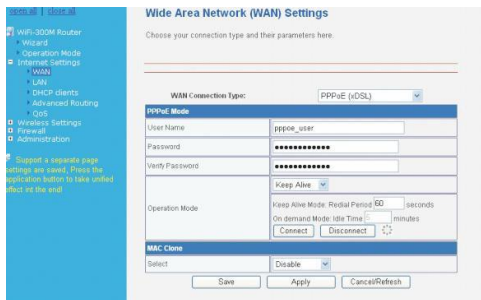 open all | close all
WiFi-300M Router
Wizard
Operation Mode
Internet Settings
WAN
LAN
DHCP clients
Advanced Routing
QoS
Wireless Settings
Firewall
Administration
Support a separate page
settings are saved, Press the
application button to take unified
effect int the end!
Wide Area Network (WAN) Settings
Choose your connection type and their parameters here.
WAN Connection Type: PPPoE (xDSL)
PPPoE Mode
User Name pppoe_user
Password ●●●●●●●●●●●●
Verify Password ●●●●●●●●●●●●
Operation Mode
Keep Alive
Keep Alive Mode: Redial Period 60 seconds
On demand Mode: Idle Time 5 minutes
Connect Disconnect
MAC Clone
Select Disable
Save Apply Cancel/Refresh